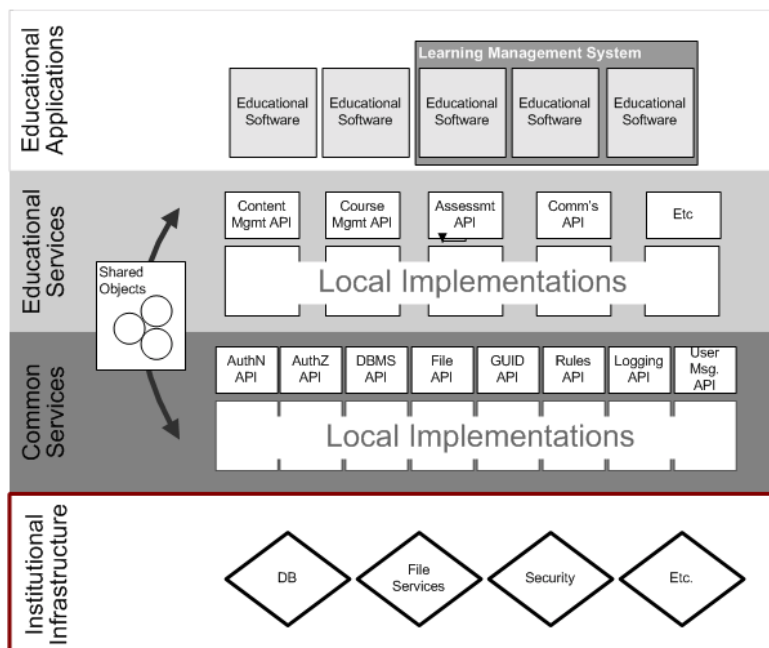 Educational
Applications
Learning Management System
Educational
Software
Educational
Software
Educational
Software
Educational
Software
Educational
Software
Educational
Services
Content
Mgmt API
Course
Mgmt API
Assessmt
API
Comm's
API
Etc
Shared
Objects
Local Implementations
Common
Services
AuthN
API
AuthZ
API
DBMS
API
File
API
GUID
API
Rules
API
Logging
API
User
Msg.
API
Local Implementations
Institutional
Infrastructure
DB
File
Services
Security
Etc.